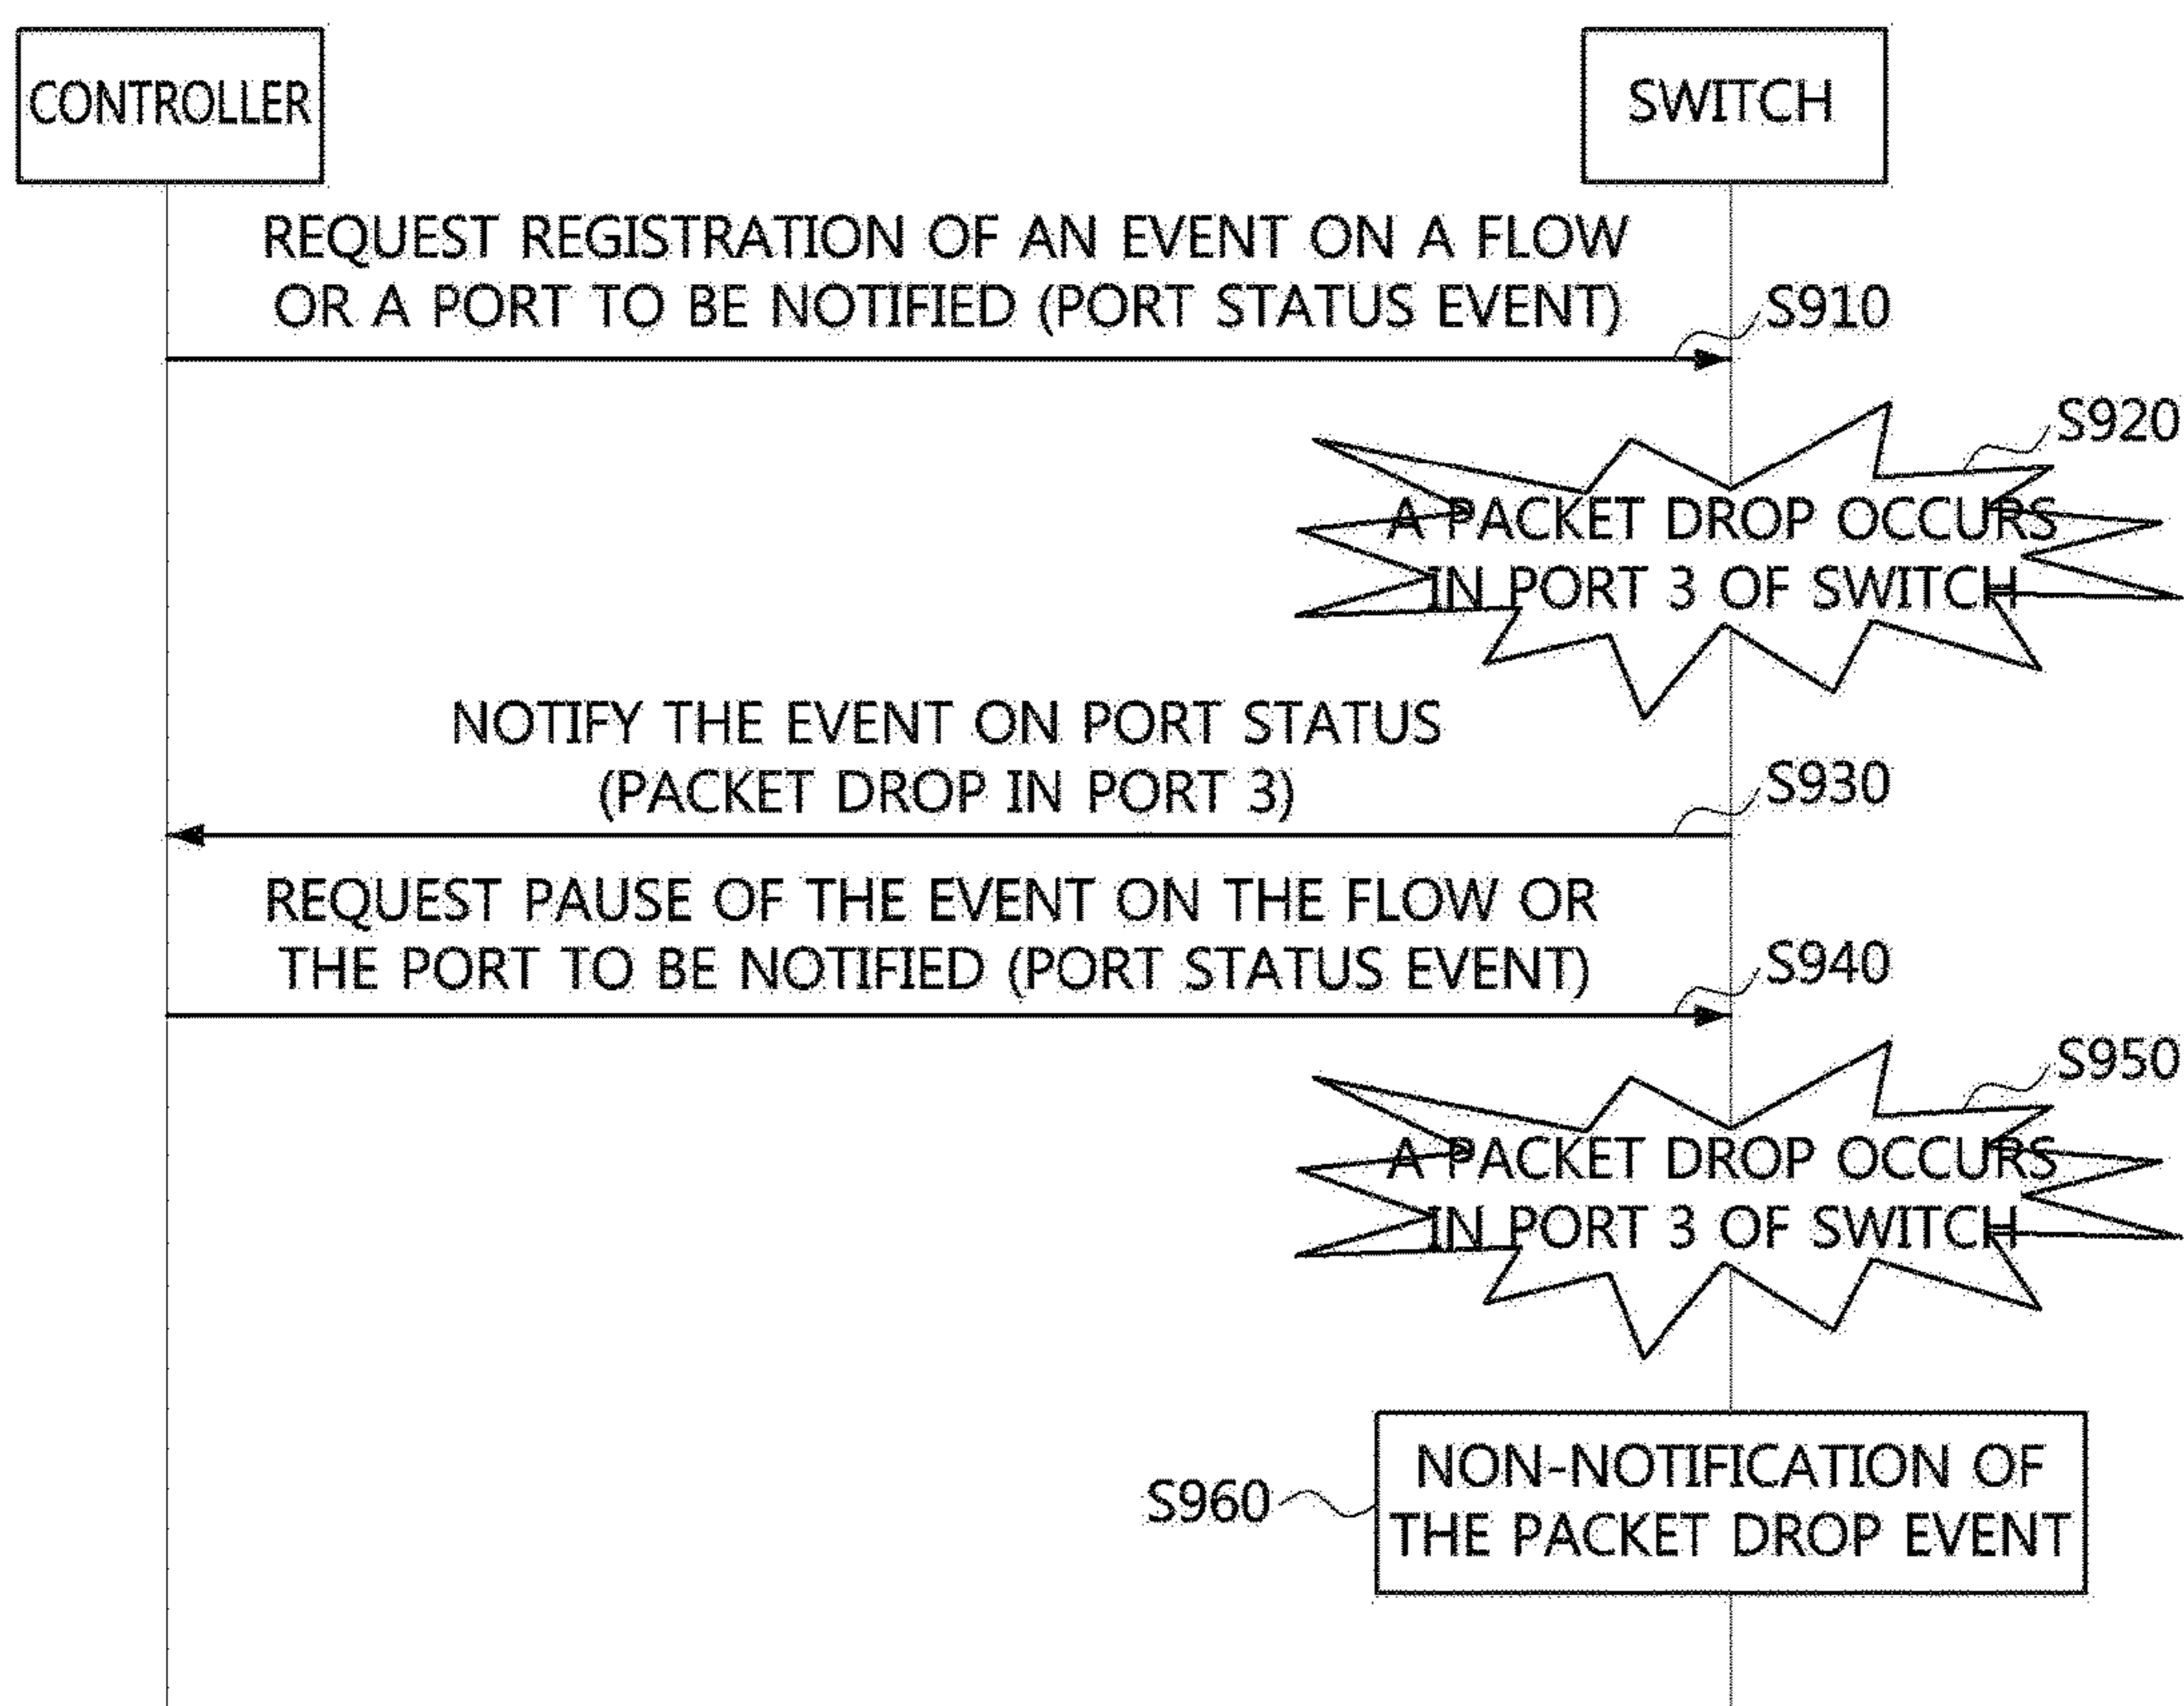 CONTROLLER
SWITCH
REQUEST REGISTRATION OF AN EVENT ON A FLOW
OR A PORT TO BE NOTIFIED (PORT STATUS EVENT)
S910
S920
A PACKET DROP OCCURS
IN PORT 3 OF SWITCH
NOTIFY THE EVENT ON PORT STATUS
(PACKET DROP IN PORT 3)
S930
REQUEST PAUSE OF THE EVENT ON THE FLOW OR
THE PORT TO BE NOTIFIED (PORT STATUS EVENT)
S940
S950
A PACKET DROP OCCURS
IN PORT 3 OF SWITCH
S960
NON-NOTIFICATION OF
THE PACKET DROP EVENT